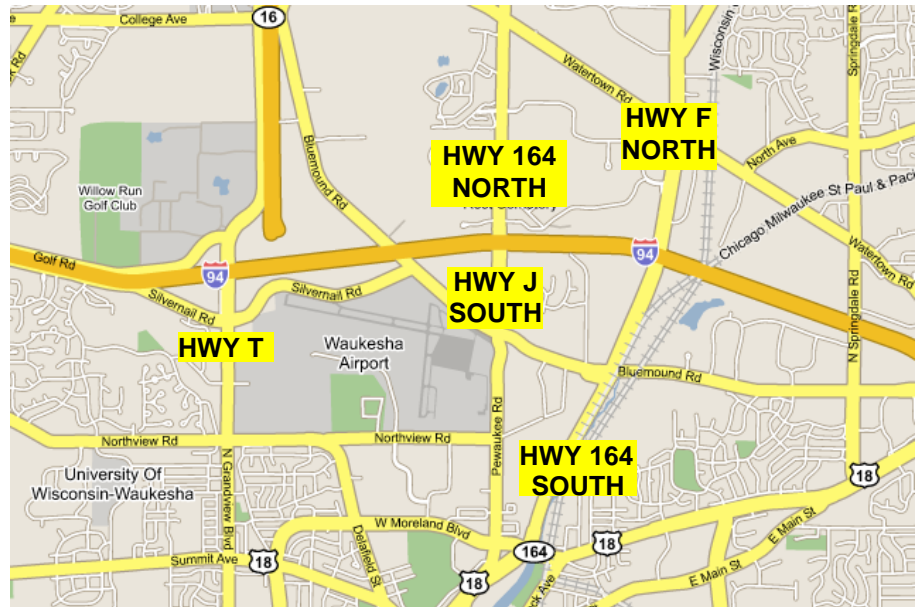 College Ave
16
Wisconsin
Springdale Rd
Watertown Rd
HWY F
NORTH
HWY 164
NORTH
North Ave
Bluemound Rd
Willow Run
Golf Club
Chicago Milwaukee St Paul & Pack
Golf Rd
94
94
Watertown Rd
Silvernail Rd
Silvernail Rd
HWY J
SOUTH
N Springdale Rd
HWY T
Waukesha
Airport
Bluemound Rd
Pewaukee Rd
Northview Rd
Northview Rd
HWY 164
SOUTH
University Of
Wisconsin-Waukesha
N Grandview Blvd
18
W Moreland Blvd
Delafield St
E Main St
Summit Ave
18
164
18
18
E Main St